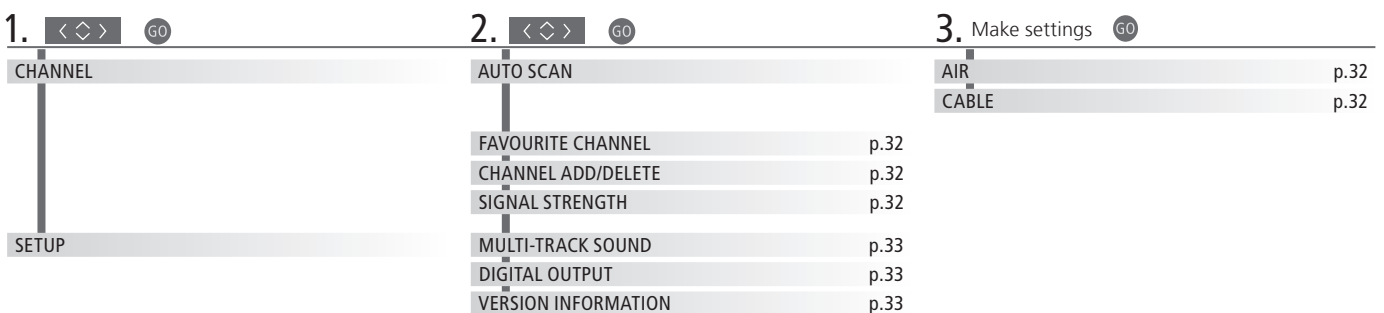 1. < > GO
2. < > GO
3. Make settings GO
CHANNEL
AUTO SCAN
AIR p.32
CABLE p.32
FAVOURITE CHANNEL p.32
CHANNEL ADD/DELETE p.32
SIGNAL STRENGTH p.32
SETUP
MULTI-TRACK SOUND p.33
DIGITAL OUTPUT p.33
VERSION INFORMATION p.33